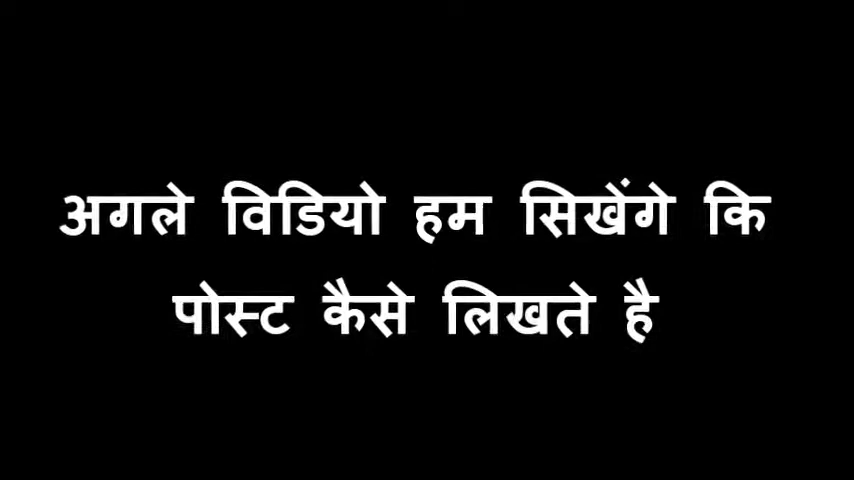 अगले विडियो हम सिखेंगे कि
पोस्ट कैसे लिखते है